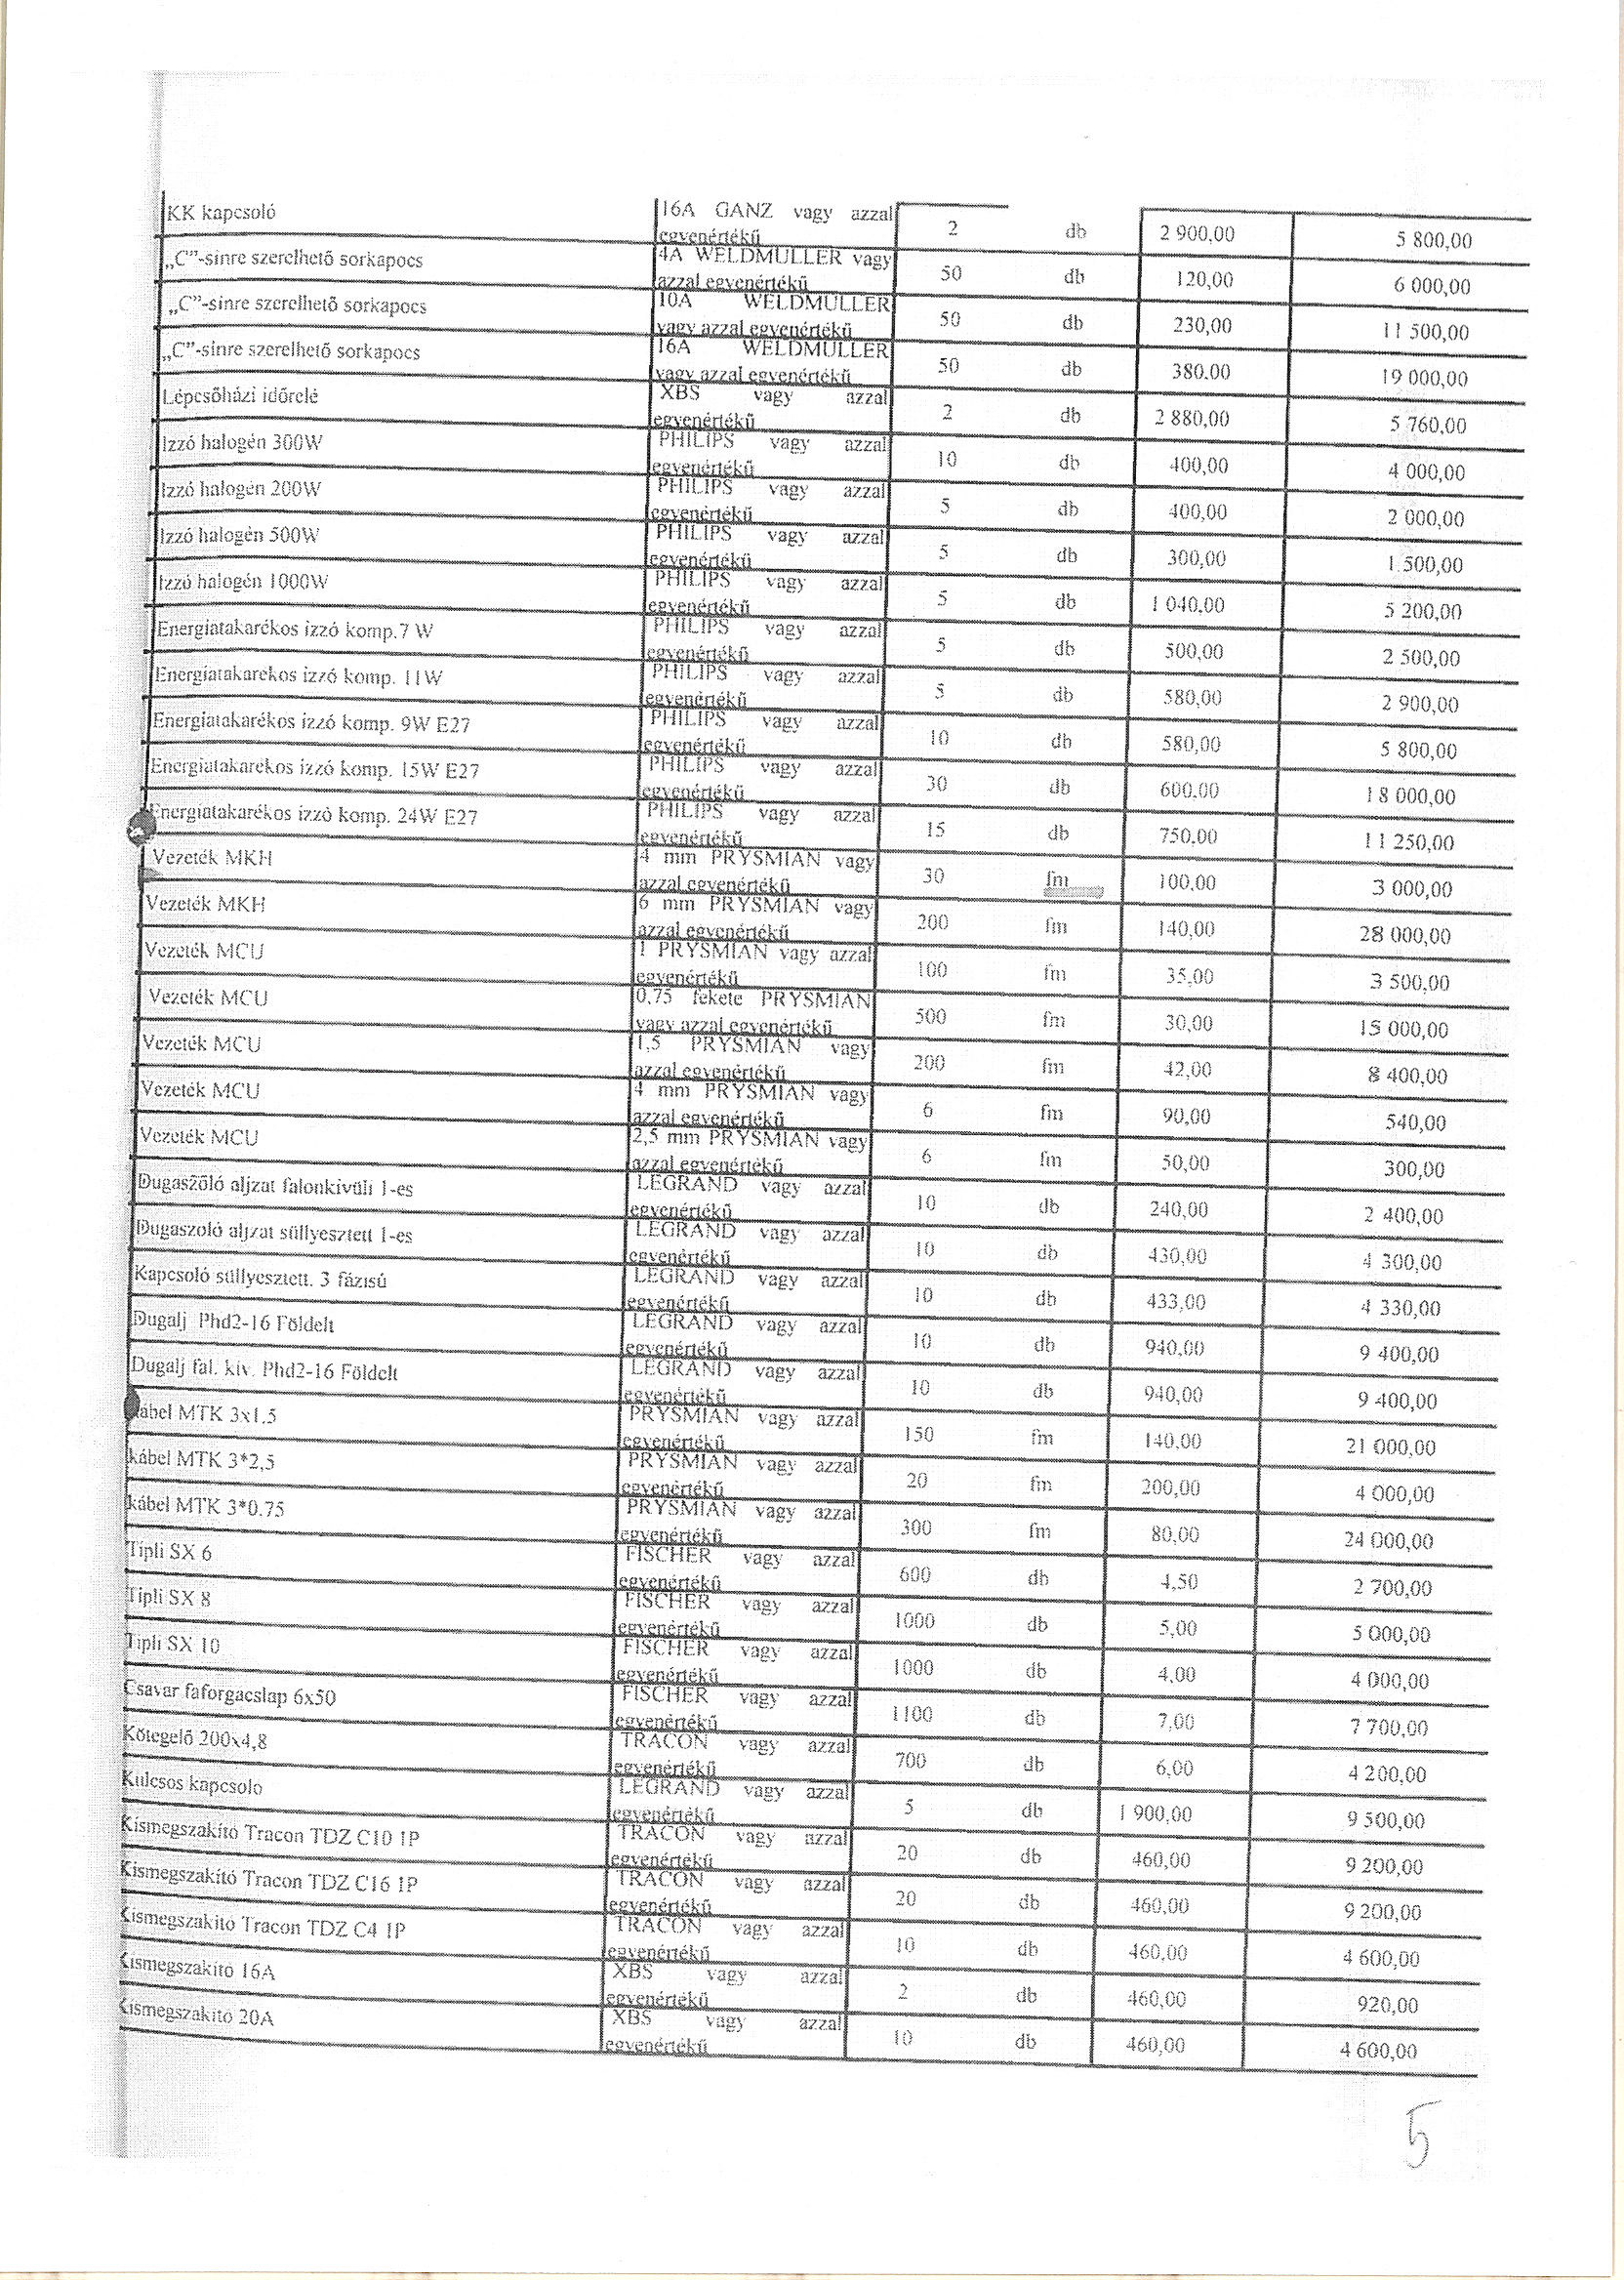 KK kapcsoló 16A GANZ vagy azzal egyenértékű 2 db 2 900,00 5 800,00
„C”-sinre szerelhető sorkapocs 4A WELDMULLER vagy azzal egyenértékű 50 db 120,00 6 000,00
„C”-sinre szerelhető sorkapocs 10A WELDMULLER vagy azzal egyenértékű 50 db 230,00 11 500,00
„C”-sinre szerelhető sorkapocs 16A WELDMULLER vagy azzal egyenértékű 50 db 380,00 19 000,00
Lépcsőházi időrelé XBS vagy azzal egyenértékű 2 db 2 880,00 5 760,00
Izzó halogén 300W PHILIPS vagy azzal egyenértékű 10 db 400,00 4 000,00
Izzó halogén 200W PHILIPS vagy azzal egyenértékű 5 db 400,00 2 000,00
Izzó halogén 500W PHILIPS vagy azzal egyenértékű 5 db 300,00 1 500,00
Izzó halogén 1000W PHILIPS vagy azzal egyenértékű 5 db 1 040,00 5 200,00
Energiatakarékos izzó komp.7 W PHILIPS vagy azzal egyenértékű 5 db 500,00 2 500,00
Energiatakarékos izzó komp. 11W PHILIPS vagy azzal egyenértékű 5 db 580,00 2 900,00
Energiatakarékos izzó komp. 9W E27 PHILIPS vagy azzal egyenértékű 10 db 580,00 5 800,00
Energiatakarékos izzó komp. 15W E27 PHILIPS vagy azzal egyenértékű 30 db 600,00 18 000,00
Energiatakarékos izzó komp. 24W E27 PHILIPS vagy azzal egyenértékű 15 db 750,00 11 250,00
Vezeték MKH 4 mm PRYSMIAN vagy azzal egyenértékű 30 fm 100,00 3 000,00
Vezeték MKH 6 mm PRYSMIAN vagy azzal egyenértékű 200 fm 140,00 28 000,00
Vezeték MCU 1 PRYSMIAN vagy azzal egyenértékű 100 fm 35,00 3 500,00
Vezeték MCU 0,75 fekete PRYSMIAN vagy azzal egyenértékű 500 fm 30,00 15 000,00
Vezeték MCU 1,5 PRYSMIAN vagy azzal egyenértékű 200 fm 42,00 8 400,00
Vezeték MCU 4 mm PRYSMIAN vagy azzal egyenértékű 6 fm 90,00 540,00
Vezeték MCU 2,5 mm PRYSMIAN vagy azzal egyenértékű 6 fm 50,00 300,00
Dugaszoló aljzat falonkívüli 1-es LEGRAND vagy azzal egyenértékű 10 db 240,00 2 400,00
Dugaszoló aljzat süllyesztett 1-es LEGRAND vagy azzal egyenértékű 10 db 430,00 4 300,00
Kapcsoló süllyesztett. 3 fázisú LEGRAND vagy azzal egyenértékű 10 db 433,00 4 330,00
Dugalj Phd2-16 Földelt LEGRAND vagy azzal egyenértékű 10 db 940,00 9 400,00
Dugalj fal. kív. Phd2-16 Földelt LEGRAND vagy azzal egyenértékű 10 db 940,00 9 400,00
kábel MTK 3x1.5 PRYSMIAN vagy azzal egyenértékű 150 fm 140,00 21 000,00
kábel MTK 3*2,5 PRYSMIAN vagy azzal egyenértékű 20 fm 200,00 4 000,00
kábel MTK 3*0.75 PRYSMIAN vagy azzal egyenértékű 300 fm 80,00 24 000,00
Tipli SX 6 FISCHER vagy azzal egyenértékű 600 db 4,50 2 700,00
Tipli SX 8 FISCHER vagy azzal egyenértékű 1000 db 5,00 5 000,00
Tipli SX 10 FISCHER vagy azzal egyenértékű 1000 db 4,00 4 000,00
Csavar faforgácslap 6x50 FISCHER vagy azzal egyenértékű 1100 db 7,00 7 700,00
Kötegelő 200x4,8 TRACON vagy azzal egyenértékű 700 db 6,00 4 200,00
Kulcsos kapcsoló LEGRAND vagy azzal egyenértékű 5 db 1 900,00 9 500,00
Kismegszakító Tracon TDZ C10 1P TRACON vagy azzal egyenértékű 20 db 460,00 9 200,00
Kismegszakító Tracon TDZ C16 1P TRACON vagy azzal egyenértékű 20 db 460,00 9 200,00
Kismegszakító Tracon TDZ C4 1P TRACON vagy azzal egyenértékű 10 db 460,00 4 600,00
Kismegszakító 16A XBS vagy azzal egyenértékű 2 db 460,00 920,00
Kismegszakító 20A XBS vagy azzal egyenértékű 10 db 460,00 4 600,00
5